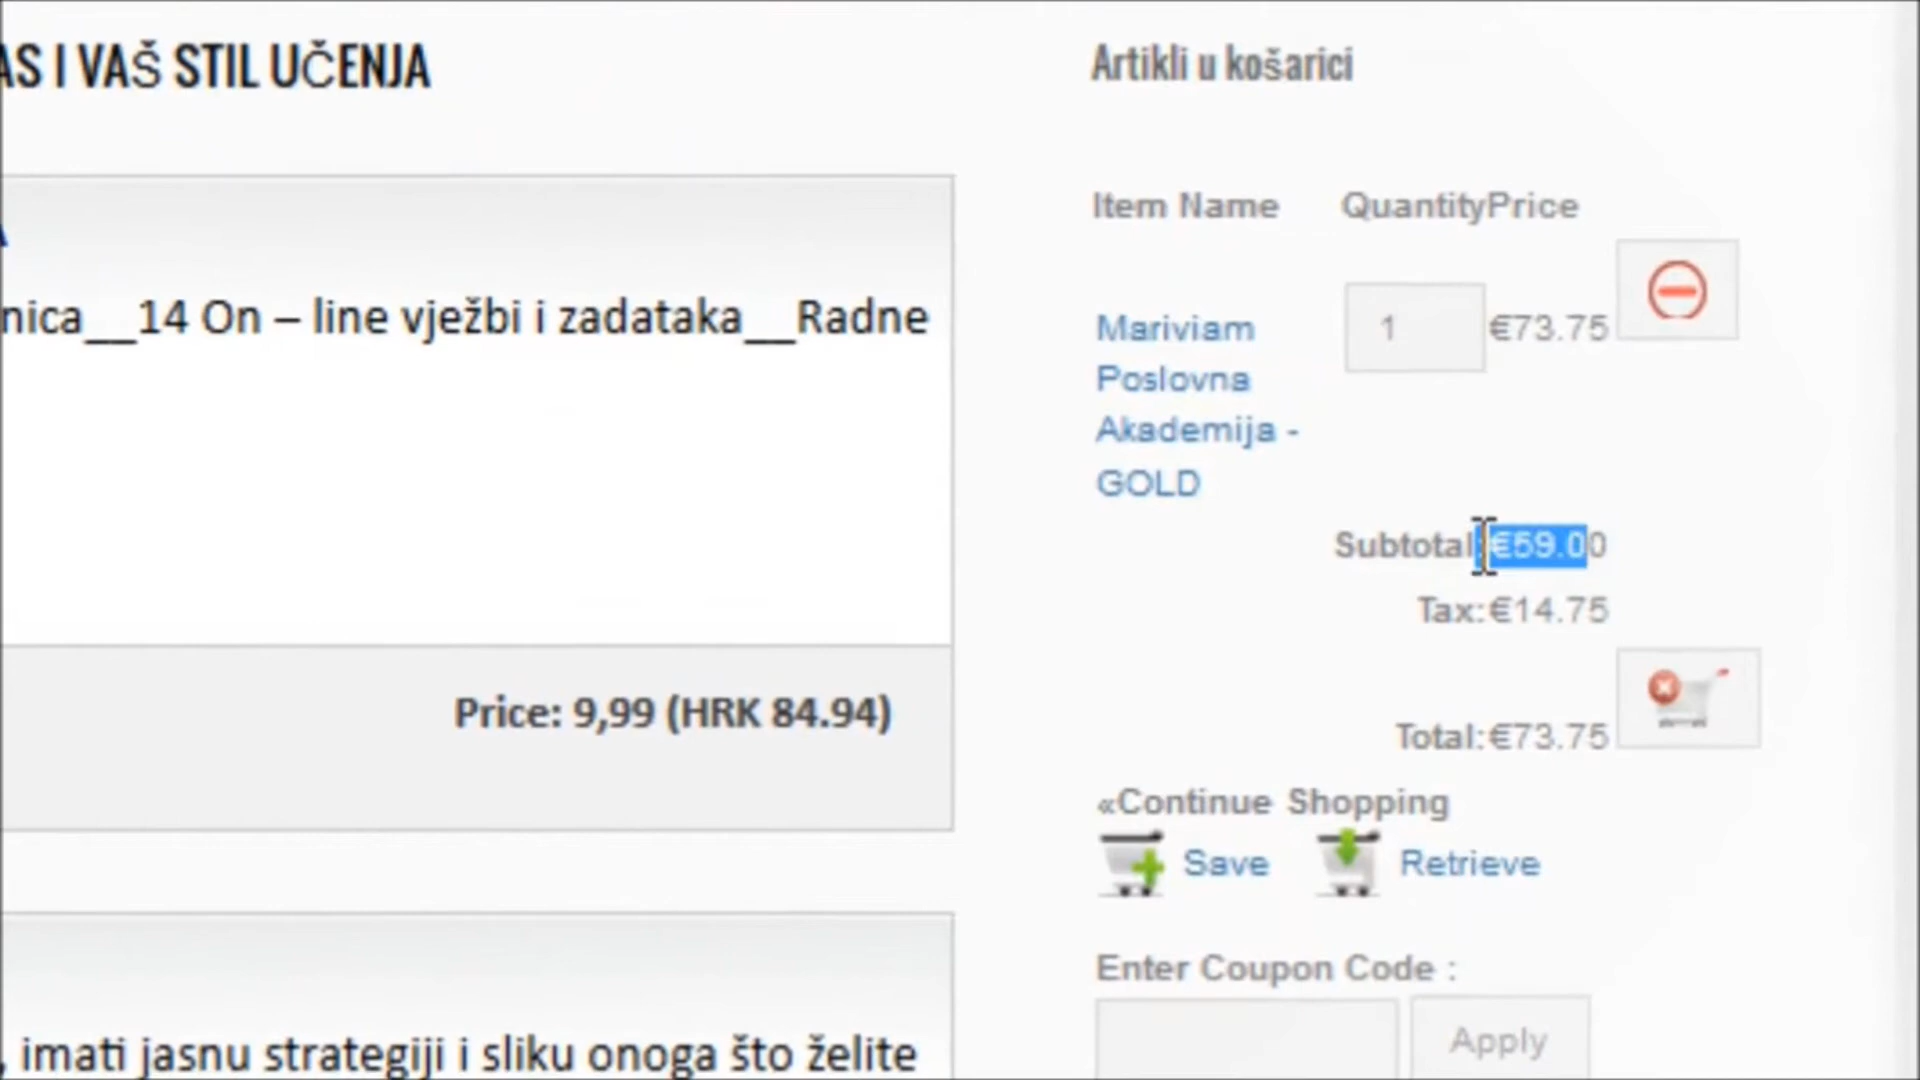 AS I VAŠ STIL UČENJA
nica__14 On – line vježbi i zadataka__Radne
Price: 9,99 (HRK 84.94)
, imati jasnu strategiji i sliku onoga što želite
Artikli u košarici
Item Name QuantityPrice
Mariviam Poslovna Akademija - GOLD
1 €73.75
Subtotal:€59.00
Tax:€14.75
Total:€73.75
«Continue Shopping
Save Retrieve
Enter Coupon Code :
Apply